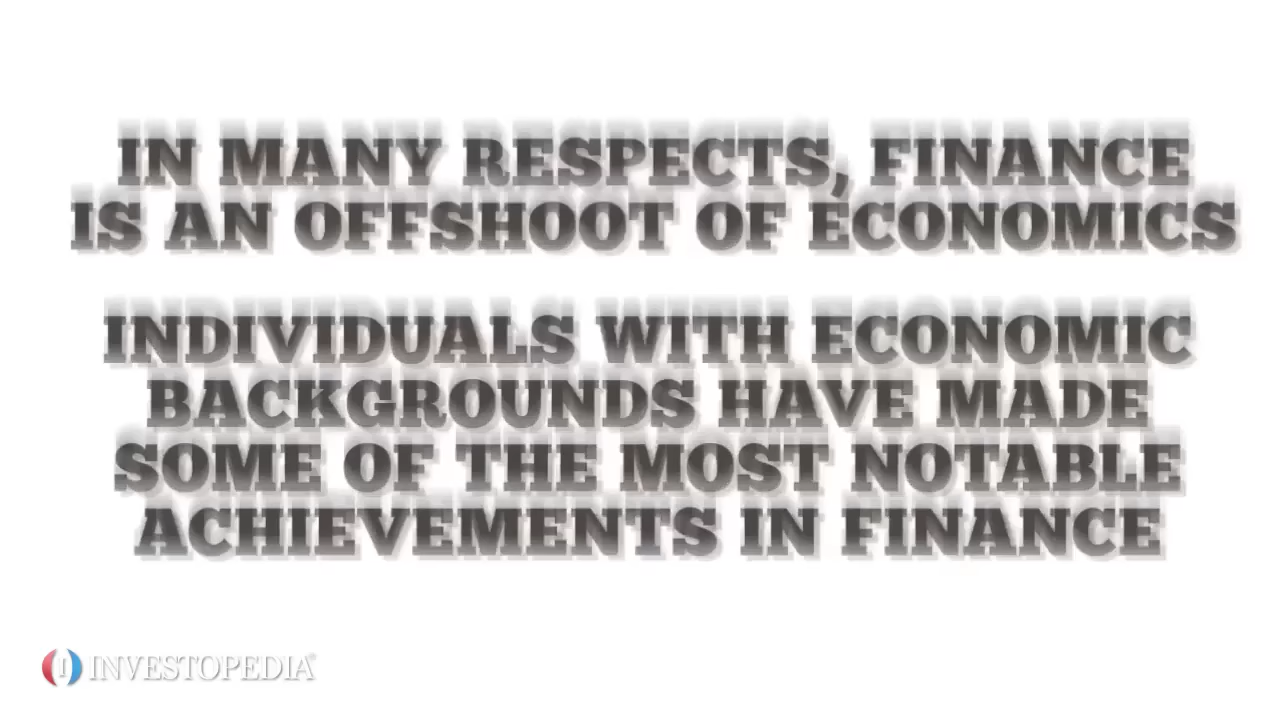 IN MANY RESPECTS, FINANCE
IS AN OFFSHOOT OF ECONOMICS
INDIVIDUALS WITH ECONOMIC
BACKGROUNDS HAVE MADE
SOME OF THE MOST NOTABLE
ACHIEVEMENTS IN FINANCE
INVESTOPEDIA®